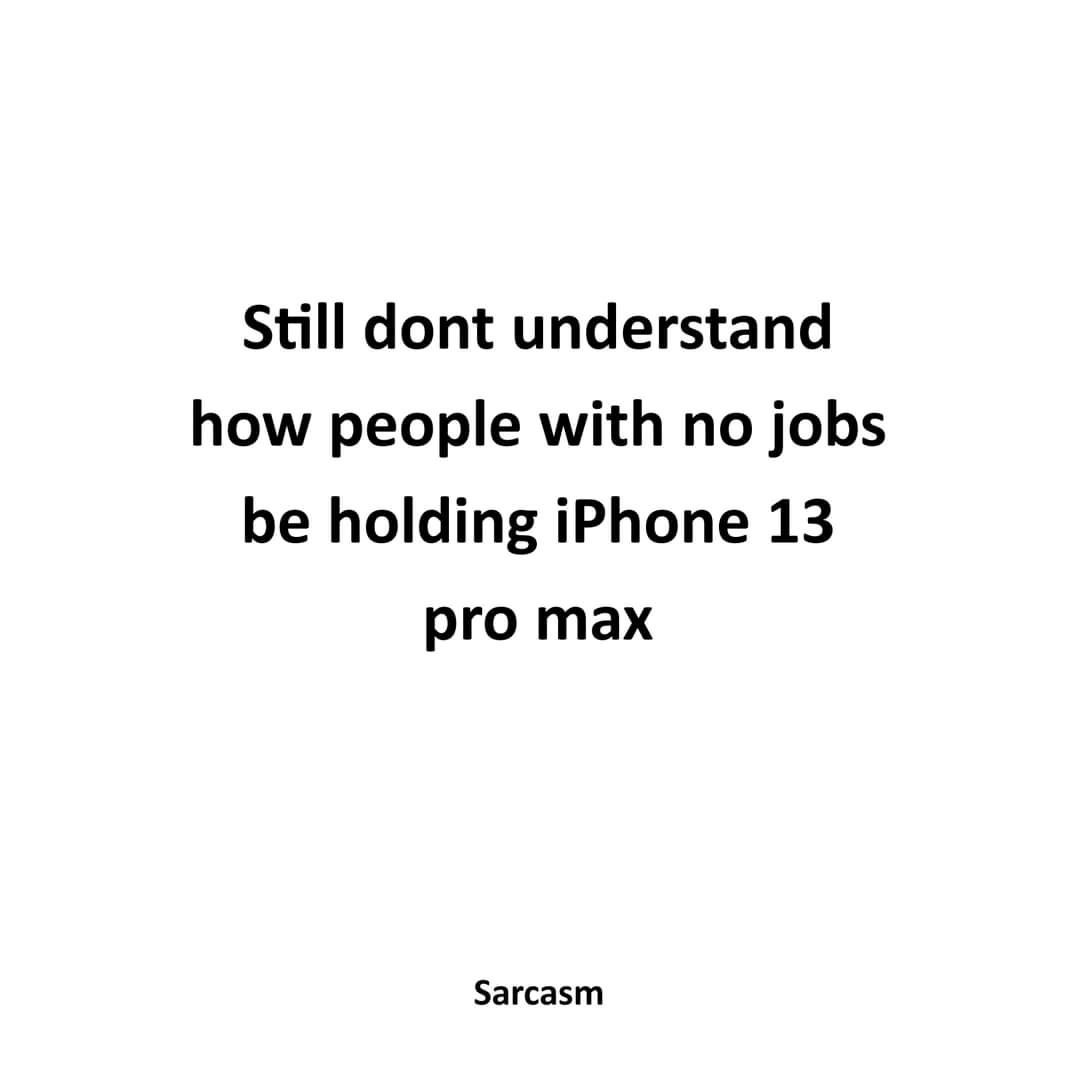 Still dont understand
how people with no jobs
be holding iPhone 13
pro max
Sarcasm